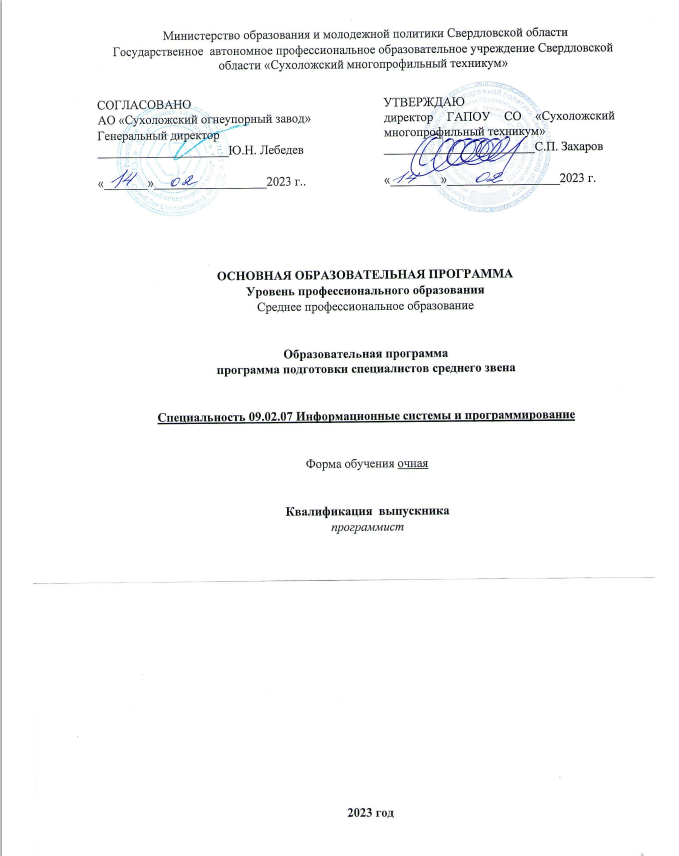 Министерство образования и молодежной политики Свердловской области
Государственное автономное профессиональное образовательное учреждение Свердловской
области «Сухоложский многопрофильный техникум»
СОГЛАСОВАНО
АО «Сухоложский огнеупорный завод»
Генеральный директор
____________________Ю.Н. Лебедев
«14» 02 2023 г..
УТВЕРЖДАЮ
директор ГАПОУ СО «Сухоложский
многопрофильный техникум»
____________________С.П. Захаров
«14» 02 2023 г.
ОСНОВНАЯ ОБРАЗОВАТЕЛЬНАЯ ПРОГРАММА
Уровень профессионального образования
Среднее профессиональное образование
Образовательная программа
программа подготовки специалистов среднего звена
Специальность 09.02.07 Информационные системы и программирование
Форма обучения очная
Квалификация выпускника
программист
2023 год